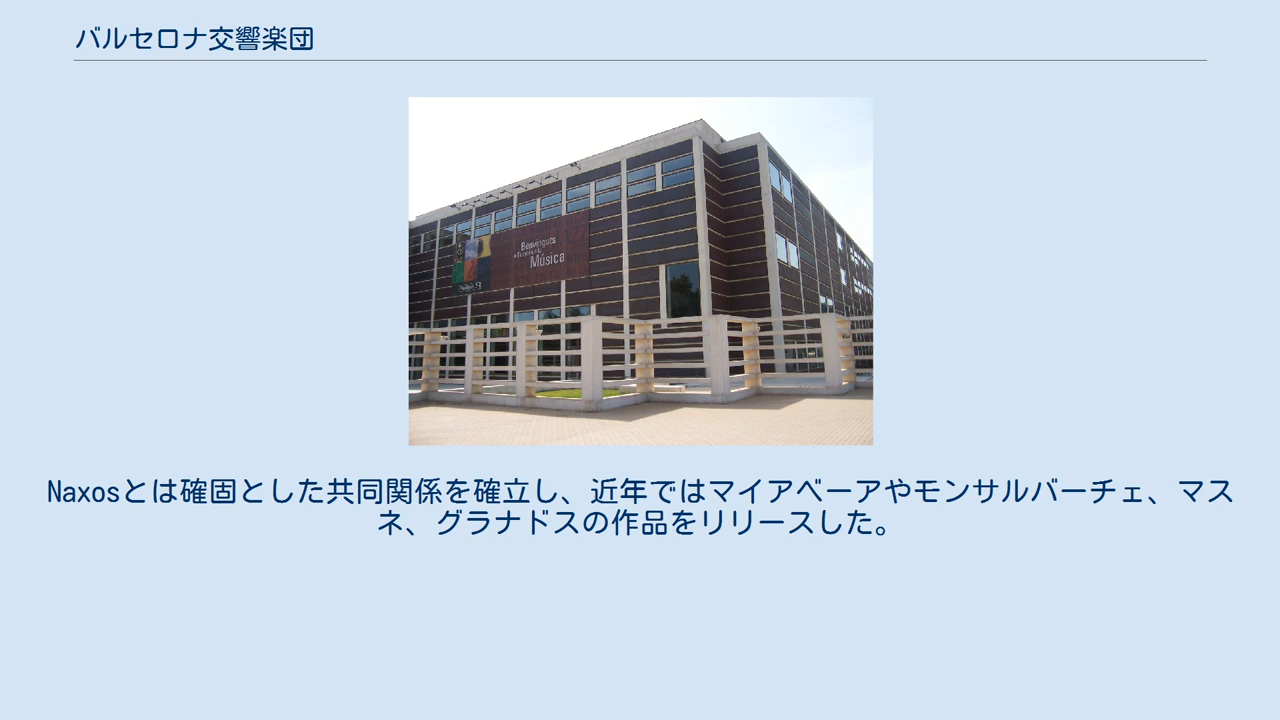 バルセロナ交響楽団
Benvinguts
Música
Naxosとは確固とした共同関係を確立し、近年ではマイアベーアやモンサルバーチェ、マス
ネ、グラナドスの作品をリリースした。